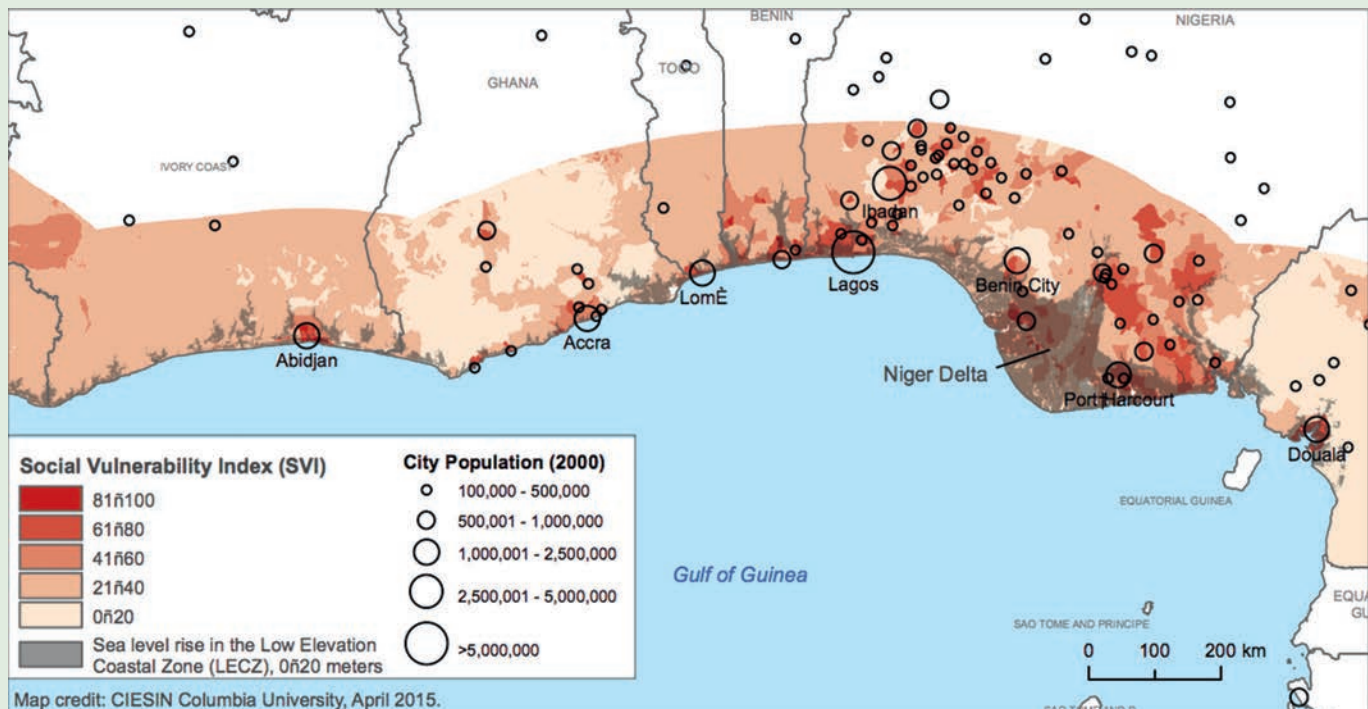 BENIN
NIGERIA
GHANA
TOGO
IVORY COAST
Ibadan
Lagos
Benin City
LomÈ
Accra
Abidjan
Niger Delta
Port Harcourt
Douala
EQUATORIAL GUINEA
Gulf of Guinea
SAO TOME AND PRINCIPE
EQUA
GU
0 100 200 km
Social Vulnerability Index (SVI)
81ñ100
61ñ80
41ñ60
21ñ40
0ñ20
Sea level rise in the Low Elevation
Coastal Zone (LECZ), 0ñ20 meters
City Population (2000)
100,000 - 500,000
500,001 - 1,000,000
1,000,001 - 2,500,000
2,500,001 - 5,000,000
>5,000,000
Map credit: CIESIN Columbia University, April 2015.